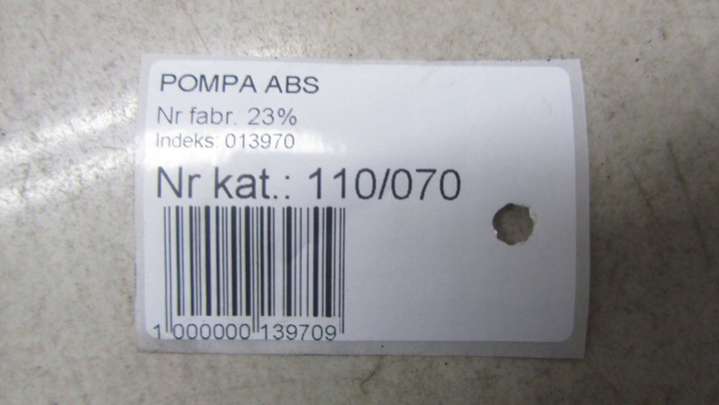 POMPA ABS
Nr fabr. 23%
Indeks: 013970
Nr kat.: 110/070
1 000000 139709